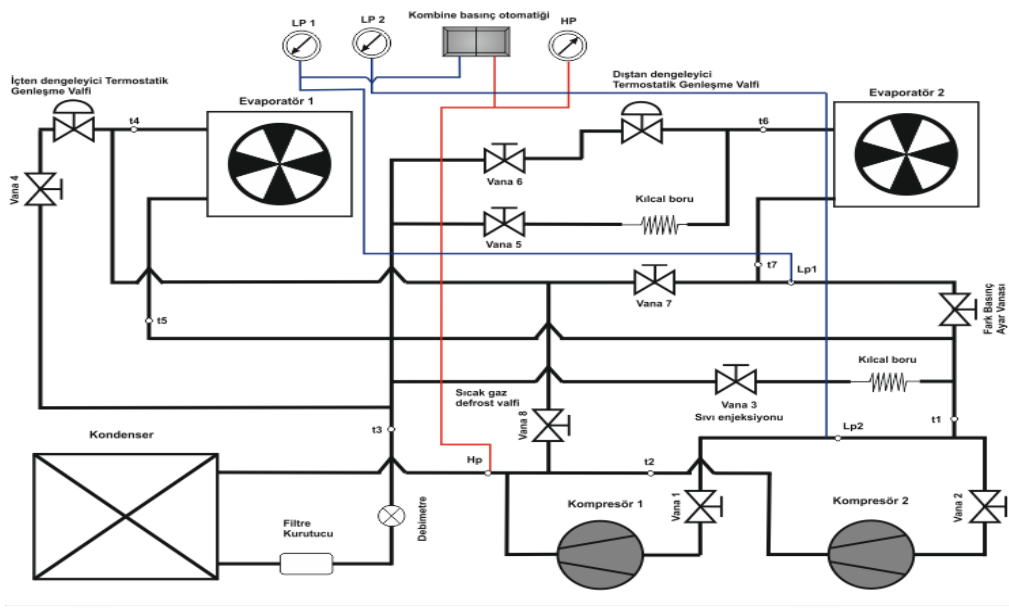 LP 1
LP 2
Kombine basınç otomatiği
HP
İçten dengeleyici Termostatik
Genleşme Valfi
Dıştan dengeleyici
Termostatik Genleşme Valfi
Evaporatör 1
Evaporatör 2
t4
t6
Vana 4
Vana 6
Kılcal boru
Vana 5
t7
Lp1
Vana 7
Fark Basınç
Ayar Vanası
t5
Kılcal boru
Sıcak gaz
defrost valfi
Vana 3
Sıvı enjeksiyonu
t1
Vana 8
t3
Lp2
Kondenser
Hp
t2
Kompresör 1
Vana 1
Kompresör 2
Vana 2
Filtre
Kurutucu
Debimetre